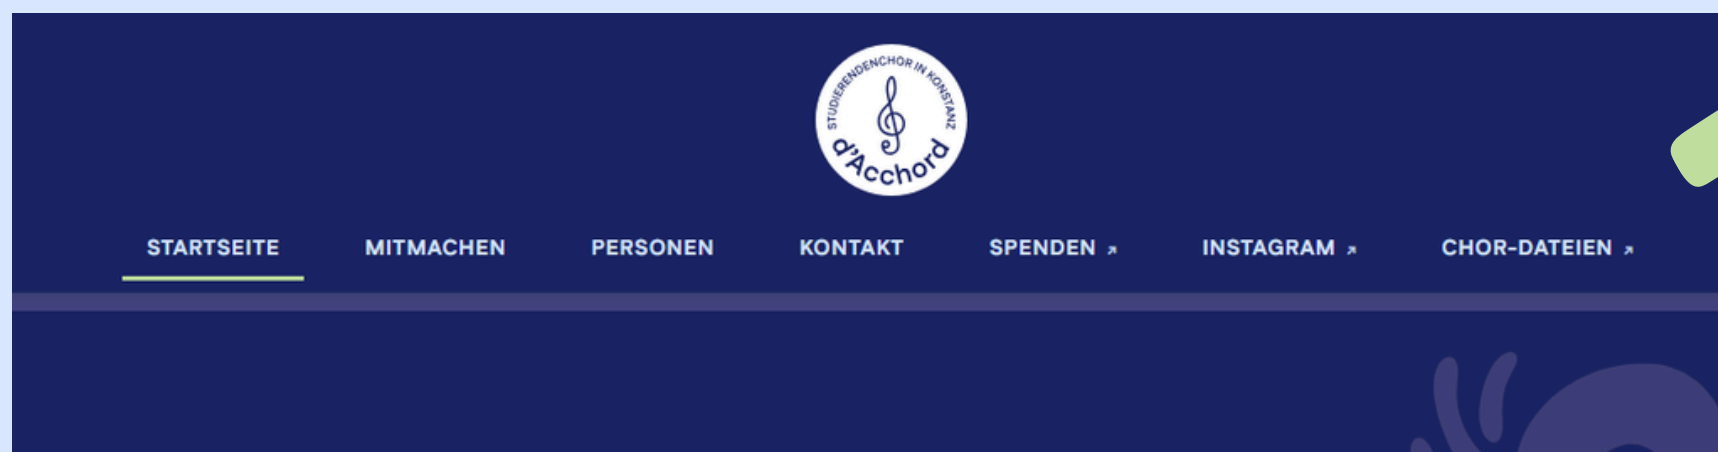 STUDIERENDENCHOR IN KONSTANZ
d'Acchord
STARTSEITE MITMACHEN PERSONEN KONTAKT SPENDEN ↗ INSTAGRAM ↗ CHOR-DATEIEN ↗